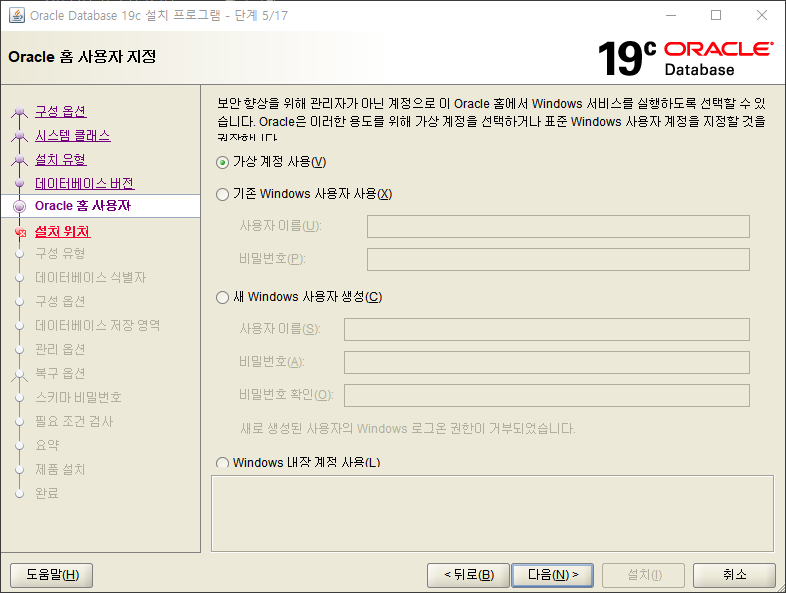 Oracle Database 19c 설치 프로그램 - 단계 5/17
Oracle 홈 사용자 지정
19c ORACLE
Database
구성 옵션
시스템 클래스
설치 유형
데이터베이스 버전
Oracle 홈 사용자
설치 위치
구성 유형
데이터베이스 식별자
구성 옵션
데이터베이스 저장 영역
관리 옵션
복구 옵션
스키마 비밀번호
필요 조건 검사
요약
제품 설치
완료
보안 향상을 위해 관리자가 아닌 계정으로 이 Oracle 홈에서 Windows 서비스를 실행하도록 선택할 수 있
습니다. Oracle은 이러한 용도를 위해 가상 계정을 선택하거나 표준 Windows 사용자 계정을 지정할 것을
권장합니다.
가상 계정 사용(V)
기존 Windows 사용자 사용(X)
사용자 이름(U):
비밀번호(P):
새 Windows 사용자 생성(C)
사용자 이름(S):
비밀번호(A):
비밀번호 확인(O):
새로 생성된 사용자의 Windows 로그온 권한이 거부되었습니다.
Windows 내장 계정 사용(L)
도움말(H)
< 뒤로(B)
다음(N) >
설치(I)
취소